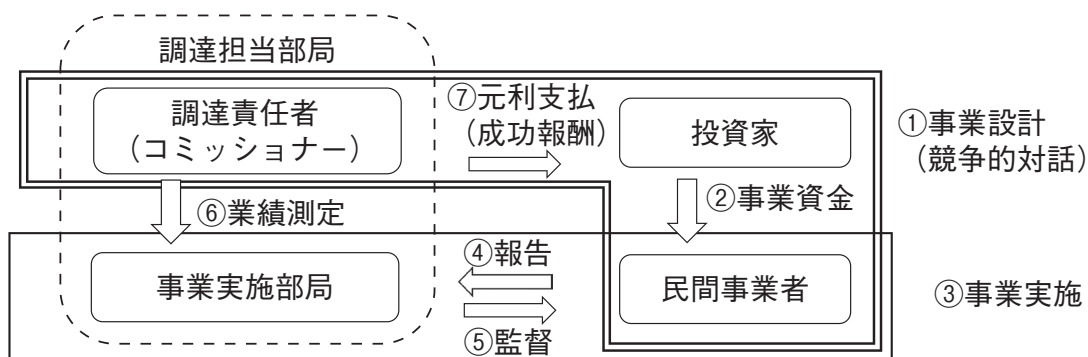 調達担当部局
調達責任者
（コミッショナー）
⑦元利支払
（成功報酬）
投資家
①事業設計
（競争的対話）
②事業資金
⑥業績測定
④報告
事業実施部局
民間事業者
③事業実施
⑤監督